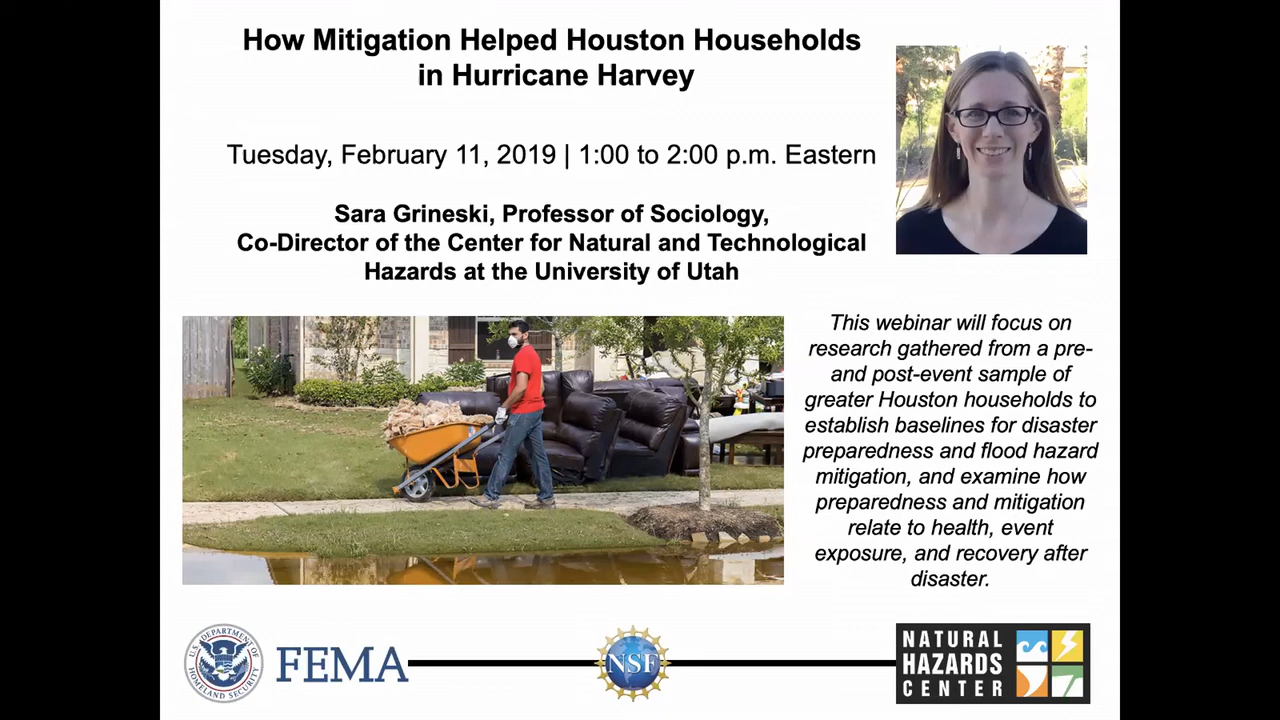 How Mitigation Helped Houston Households
in Hurricane Harvey
Tuesday, February 11, 2019 | 1:00 to 2:00 p.m. Eastern
Sara Grineski, Professor of Sociology,
Co-Director of the Center for Natural and Technological
Hazards at the University of Utah
This webinar will focus on
research gathered from a pre-
and post-event sample of
greater Houston households to
establish baselines for disaster
preparedness and flood hazard
mitigation, and examine how
preparedness and mitigation
relate to health, event
exposure, and recovery after
disaster.
U.S. DEPARTMENT OF
HOMELAND SECURITY
FEMA
NSF
NATURAL
HAZARDS
CENTER